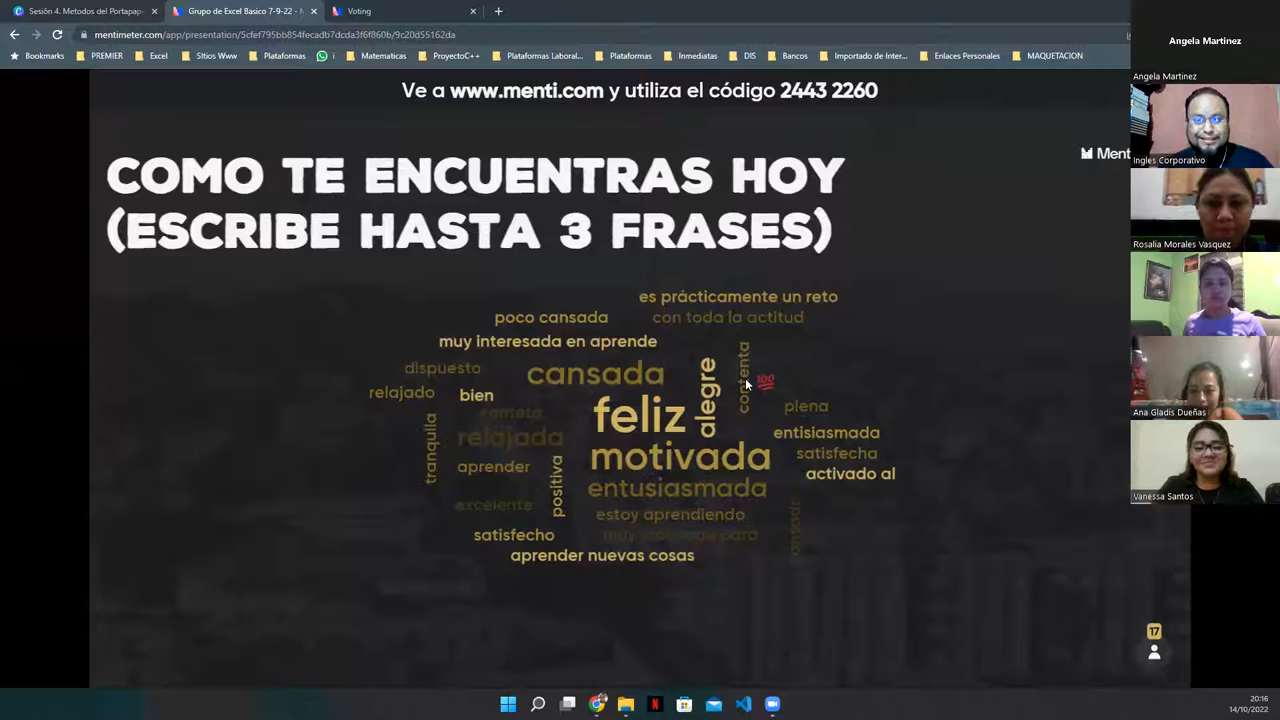 Sesión 4. Metodos del Portapap
Grupo de Excel Basico 7-9-22 - M
Voting
mentimeter.com/app/presentation/5cfef795bb854fecadb7dcda3f6f860b/9c20d55162da
Bookmarks
PREMIER
Excel
Sitios Www
Plataformas
Matematicas
ProyectoC++
Plataformas Laboral...
Plataformas
Inmediatas
DIS
Bancos
Importado de Inter...
Enlaces Personales
MAQUETACION
Ve a www.menti.com y utiliza el código 2443 2260
Menti
COMO TE ENCUENTRAS HOY
(ESCRIBE HASTA 3 FRASES)
es prácticamente un reto
poco cansada
con toda la actitud
muy interesada en aprende
dispuesto
cansada
alegre
contenta
100
relajado
bien
feliz
plena
tranquila
relajada
entisiasmada
motivada
satisfecha
aprender
positiva
activado al
entusiasmada
excelente
estoy aprendiendo
satisfecho
aprender nuevas cosas
17
Angela Martinez
Angela Martinez
Ingles Corporativo
Rosalia Morales Vasquez
Ana Gladis Dueñas
Vanessa Santos
20:16
14/10/2022